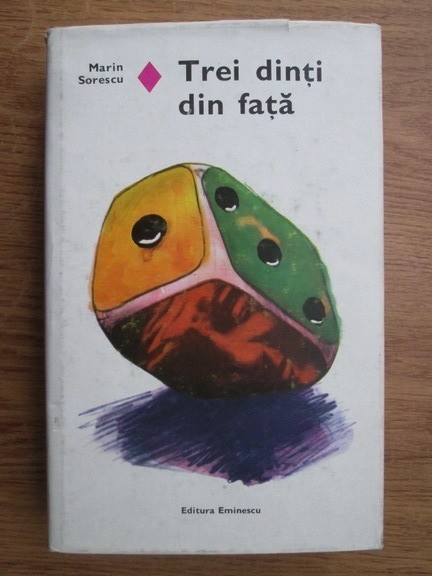 Marin
Sorescu
Trei dinți
din față
Editura Eminescu